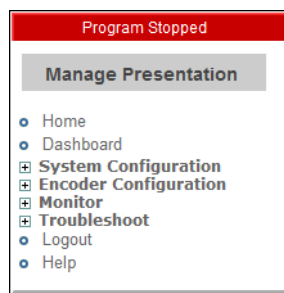 Program Stopped
Manage Presentation
Home
Dashboard
System Configuration
Encoder Configuration
Monitor
Troubleshoot
Logout
Help